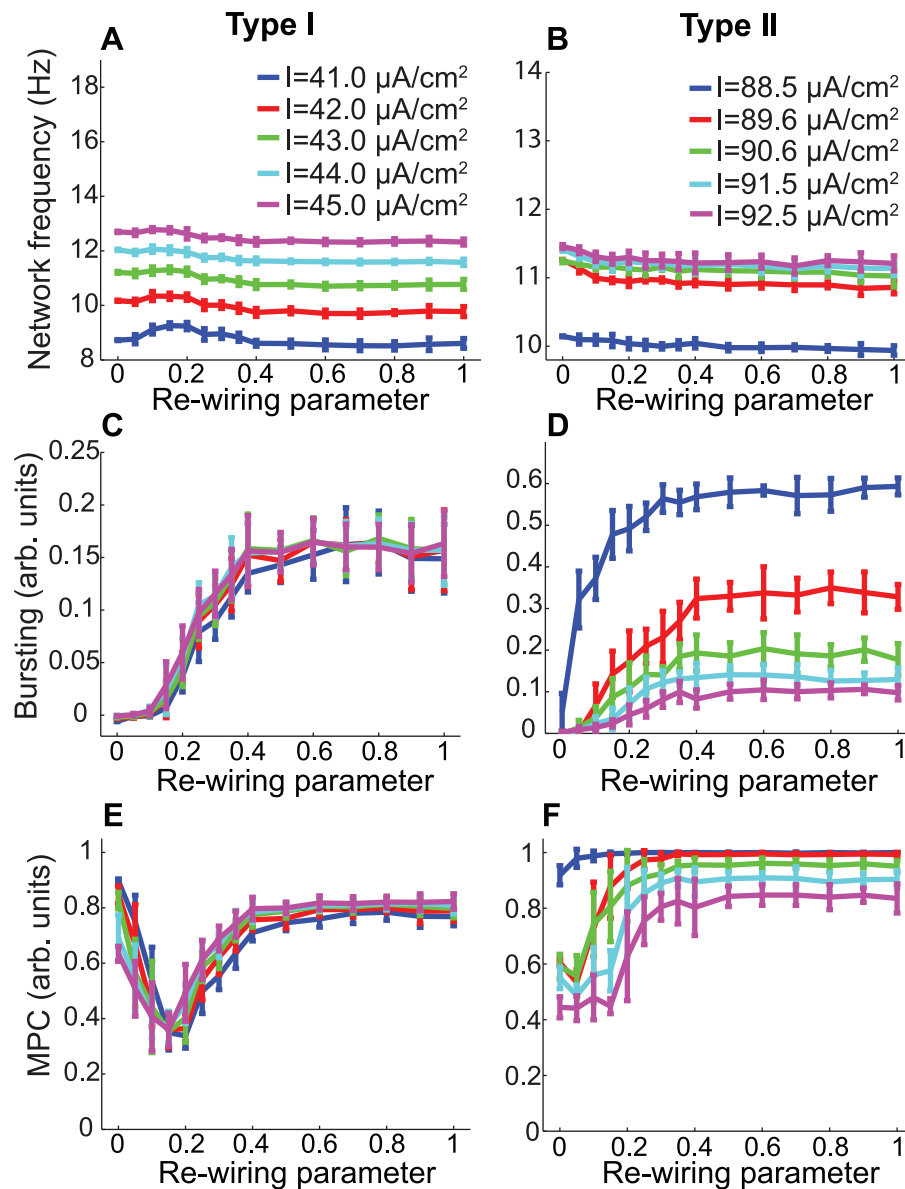 Type I
Type II
A
B
Network frequency (Hz)
18
16
14
12
10
8
I=41.0 µA/cm²
I=42.0 µA/cm²
I=43.0 µA/cm²
I=44.0 µA/cm²
I=45.0 µA/cm²
0 0.2 0.4 0.6 0.8 1
Re-wiring parameter
14
13
12
11
10
I=88.5 µA/cm²
I=89.6 µA/cm²
I=90.6 µA/cm²
I=91.5 µA/cm²
I=92.5 µA/cm²
0 0.2 0.4 0.6 0.8 1
Re-wiring parameter
C
D
Bursting (arb. units)
0.25
0.2
0.15
0.1
0.05
0
0 0.2 0.4 0.6 0.8 1
Re-wiring parameter
0.6
0.5
0.4
0.3
0.2
0.1
0
0 0.2 0.4 0.6 0.8 1
Re-wiring parameter
E
F
MPC (arb. units)
1
0.8
0.6
0.4
0.2
0
0 0.2 0.4 0.6 0.8 1
Re-wiring parameter
1
0.8
0.6
0.4
0.2
0
0 0.2 0.4 0.6 0.8 1
Re-wiring parameter